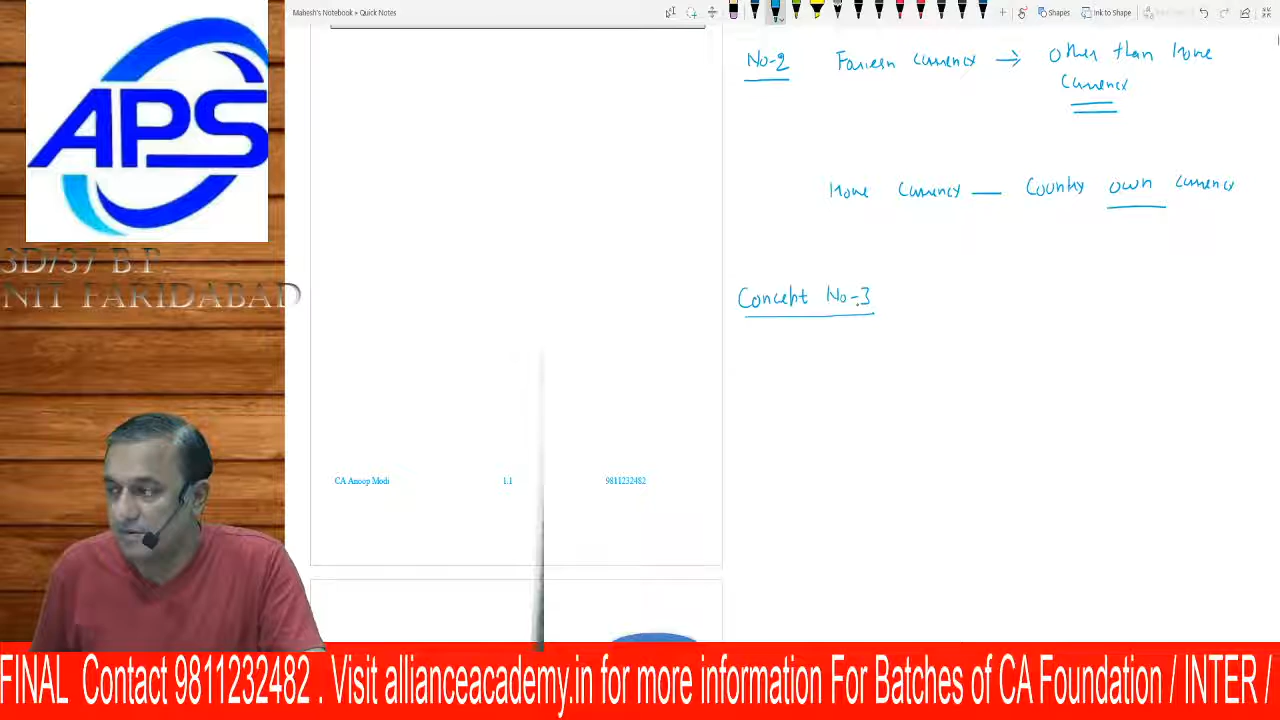 APS
3D/37 B.P.
NIT FARIDABAD
Mahesh's Notebook » Quick Notes
Shapes
Ink to Shape
No-2 Foriesn currency → Other than Home
Currency
Home Currency — County own currency
Concept No-3
CA Anoop Modi 1.1 9811232482
FINAL Contact 9811232482 . Visit allianceacademy.in for more information For Batches of CA Foundation / INTER /